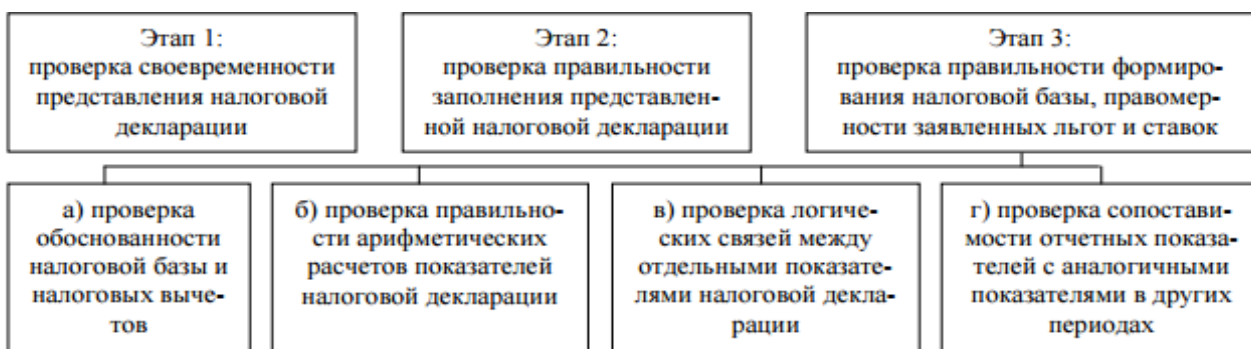 Этап 1:
проверка своевременности
представления налоговой
декларации
Этап 2:
проверка правильности
заполнения представлен-
ной налоговой декларации
Этап 3:
проверка правильности формиро-
вания налоговой базы, правомер-
ности заявленных льгот и ставок
а) проверка
обоснованности
налоговой базы и
налоговых выче-
тов
б) проверка правильно-
сти арифметических
расчетов показателей
налоговой декларации
в) проверка логиче-
ских связей между
отдельными показате-
лями налоговой декла-
рации
г) проверка сопостави-
мости отчетных показа-
телей с аналогичными
показателями в других
периодах